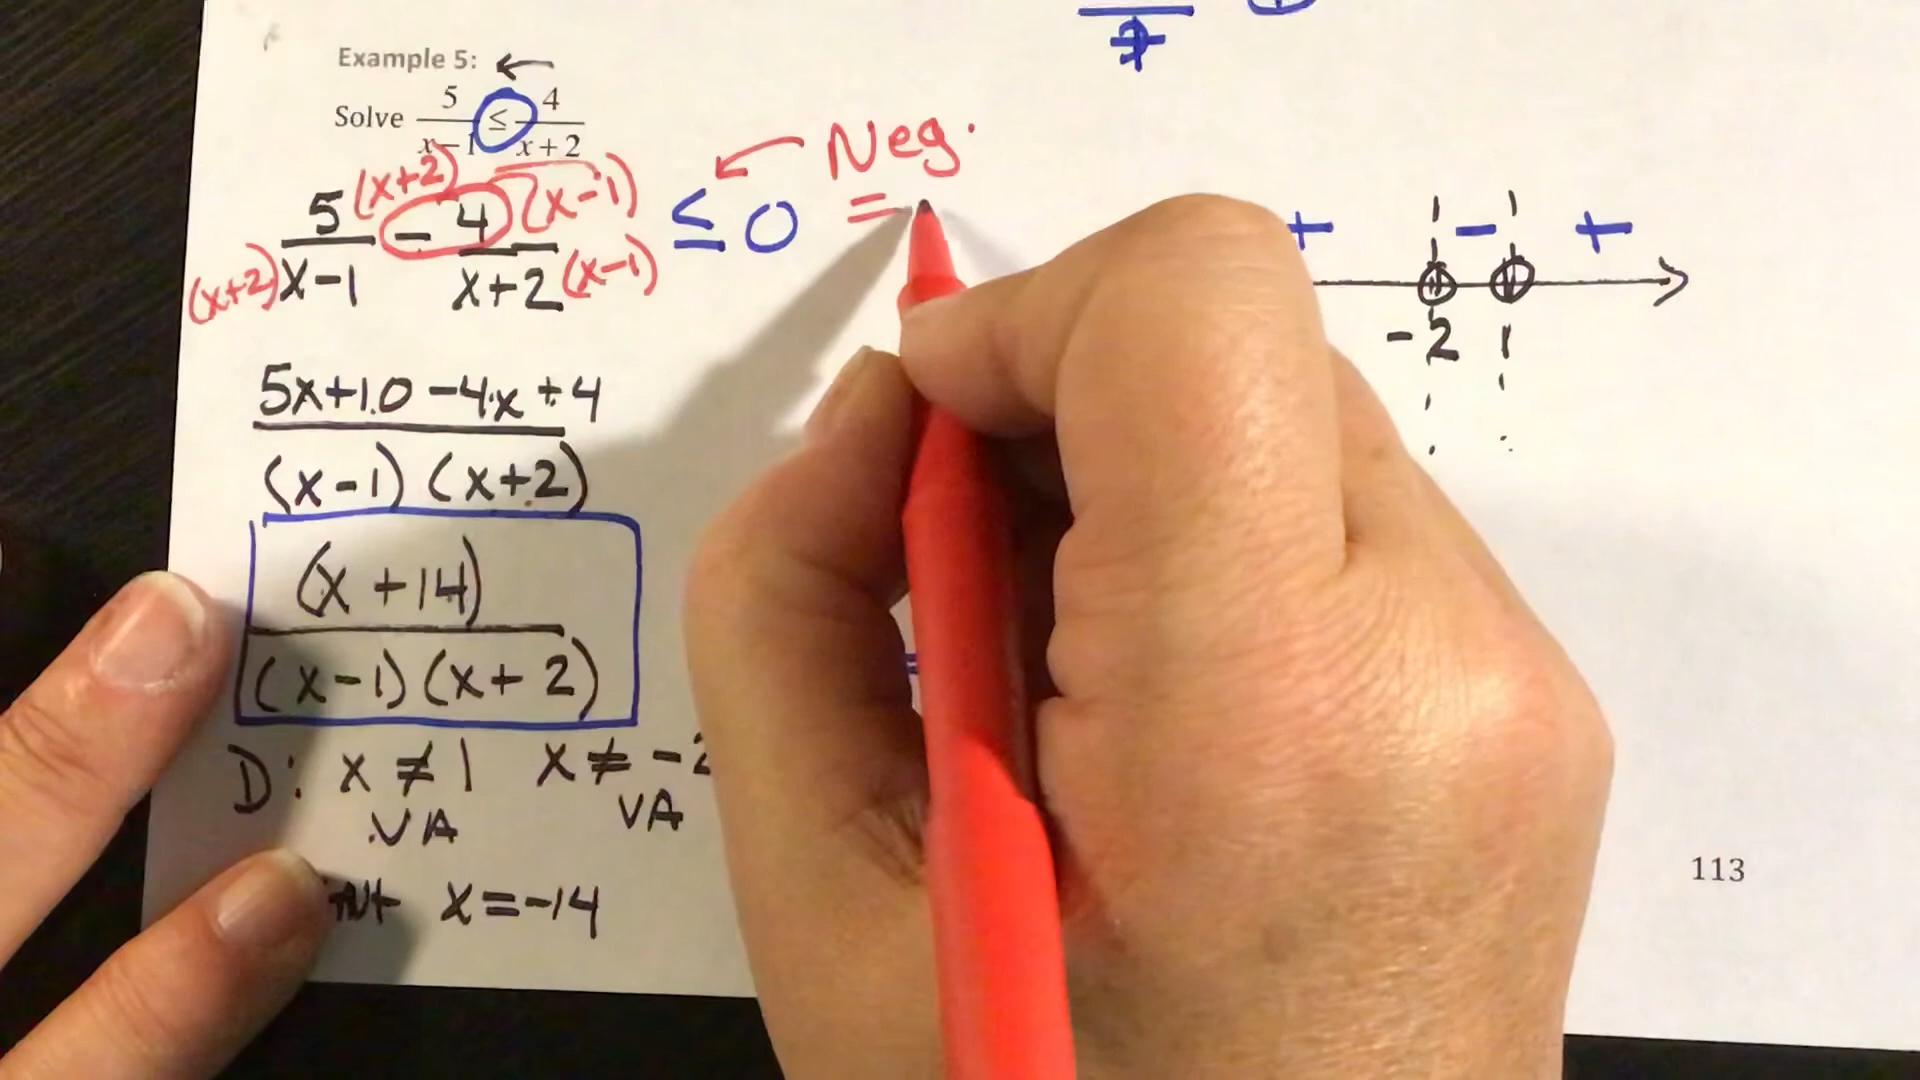 Example 5: ←
Solve 5/(x−1) ≤ 4/(x+2)
5(x+2)/((x+2)x−1) − 4(x−1)/(x+2(x−1)) ≤ 0
Neg.
=
5x+10−4x+4
(x−1)(x+2)
(x+14)
(x−1)(x+2)
D: x≠1 x≠−2
VA VA
x=−14
+ − +
−2 1
113